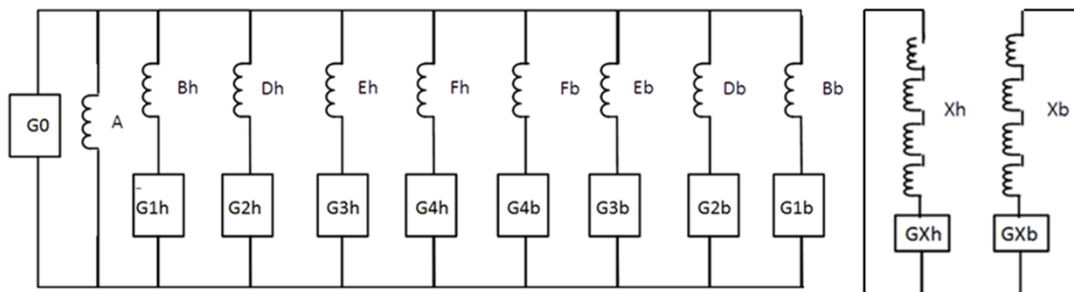 Bh Dh Eh Fh Fb Eb Db Bb Xh Xb
G0 A
G1h G2h G3h G4h G4b G3b G2b G1b GXh GXb